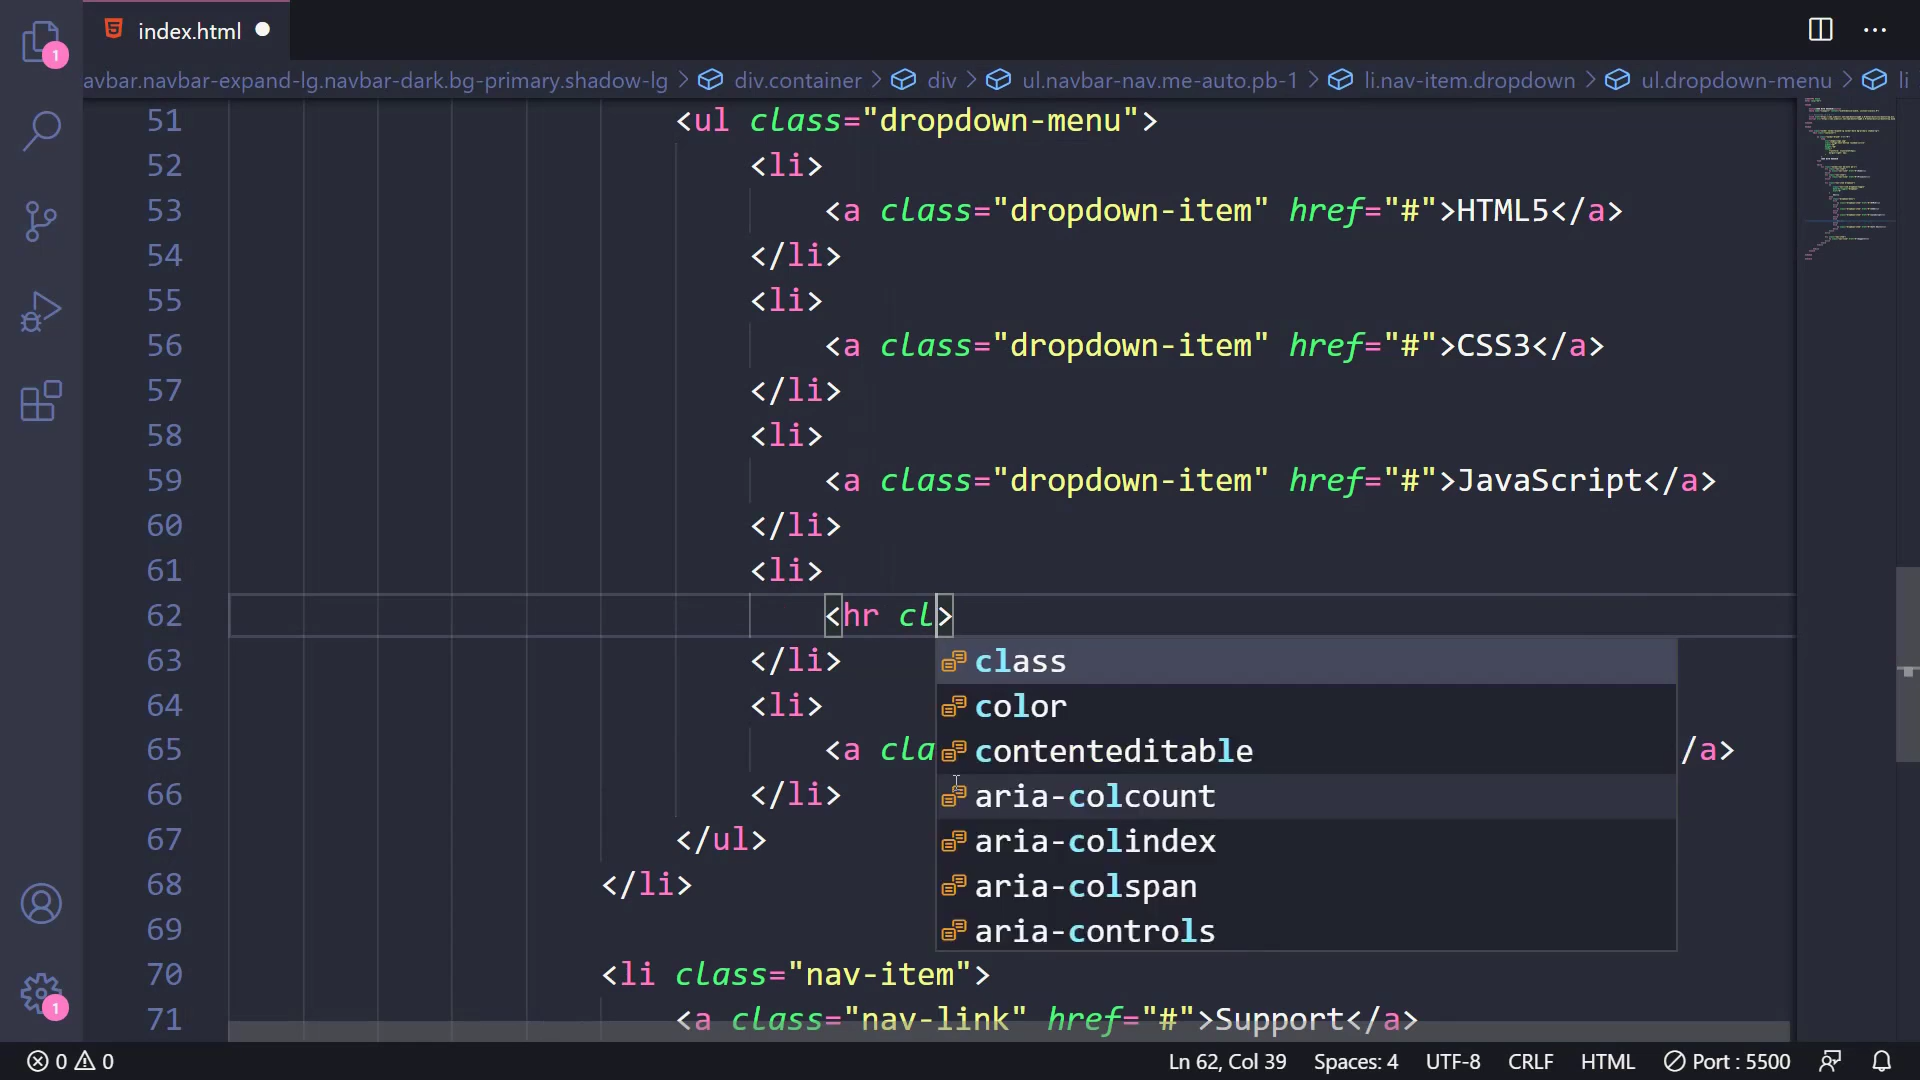 1
index.html
avbar.navbar-expand-lg.navbar-dark.bg-primary.shadow-lg > div.container > div > ul.navbar-nav.me-auto.pb-1 > li.nav-item.dropdown > ul.dropdown-menu > li
51 <ul class="dropdown-menu">
52 <li>
53 <a class="dropdown-item" href="#">HTML5</a>
54 </li>
55 <li>
56 <a class="dropdown-item" href="#">CSS3</a>
57 </li>
58 <li>
59 <a class="dropdown-item" href="#">JavaScript</a>
60 </li>
61 <li>
62 <hr cl>
63 </li>
64 <li>
65 <a cla /a>
66 </li>
67 </ul>
68 </li>
69
70 <li class="nav-item">
71 <a class="nav-link" href="#">Support</a>
class
color
contenteditable
aria-colcount
aria-colindex
aria-colspan
aria-controls
1
0 0 Ln 62, Col 39 Spaces: 4 UTF-8 CRLF HTML Port : 5500